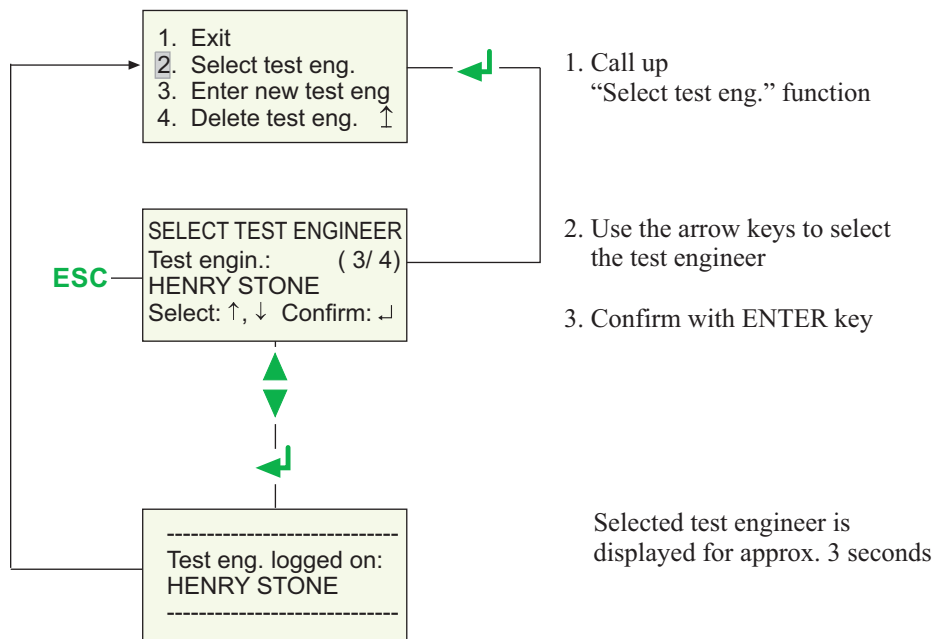 1. Exit
2. Select test eng.
3. Enter new test eng
4. Delete test eng. ↑
1. Call up
“Select test eng.” function
SELECT TEST ENGINEER
Test engin.: ( 3/ 4)
HENRY STONE
Select: ↑, ↓ Confirm: ↵
ESC
2. Use the arrow keys to select
the test engineer
3. Confirm with ENTER key
------------------------------
Test eng. logged on:
HENRY STONE
------------------------------
Selected test engineer is
displayed for approx. 3 seconds